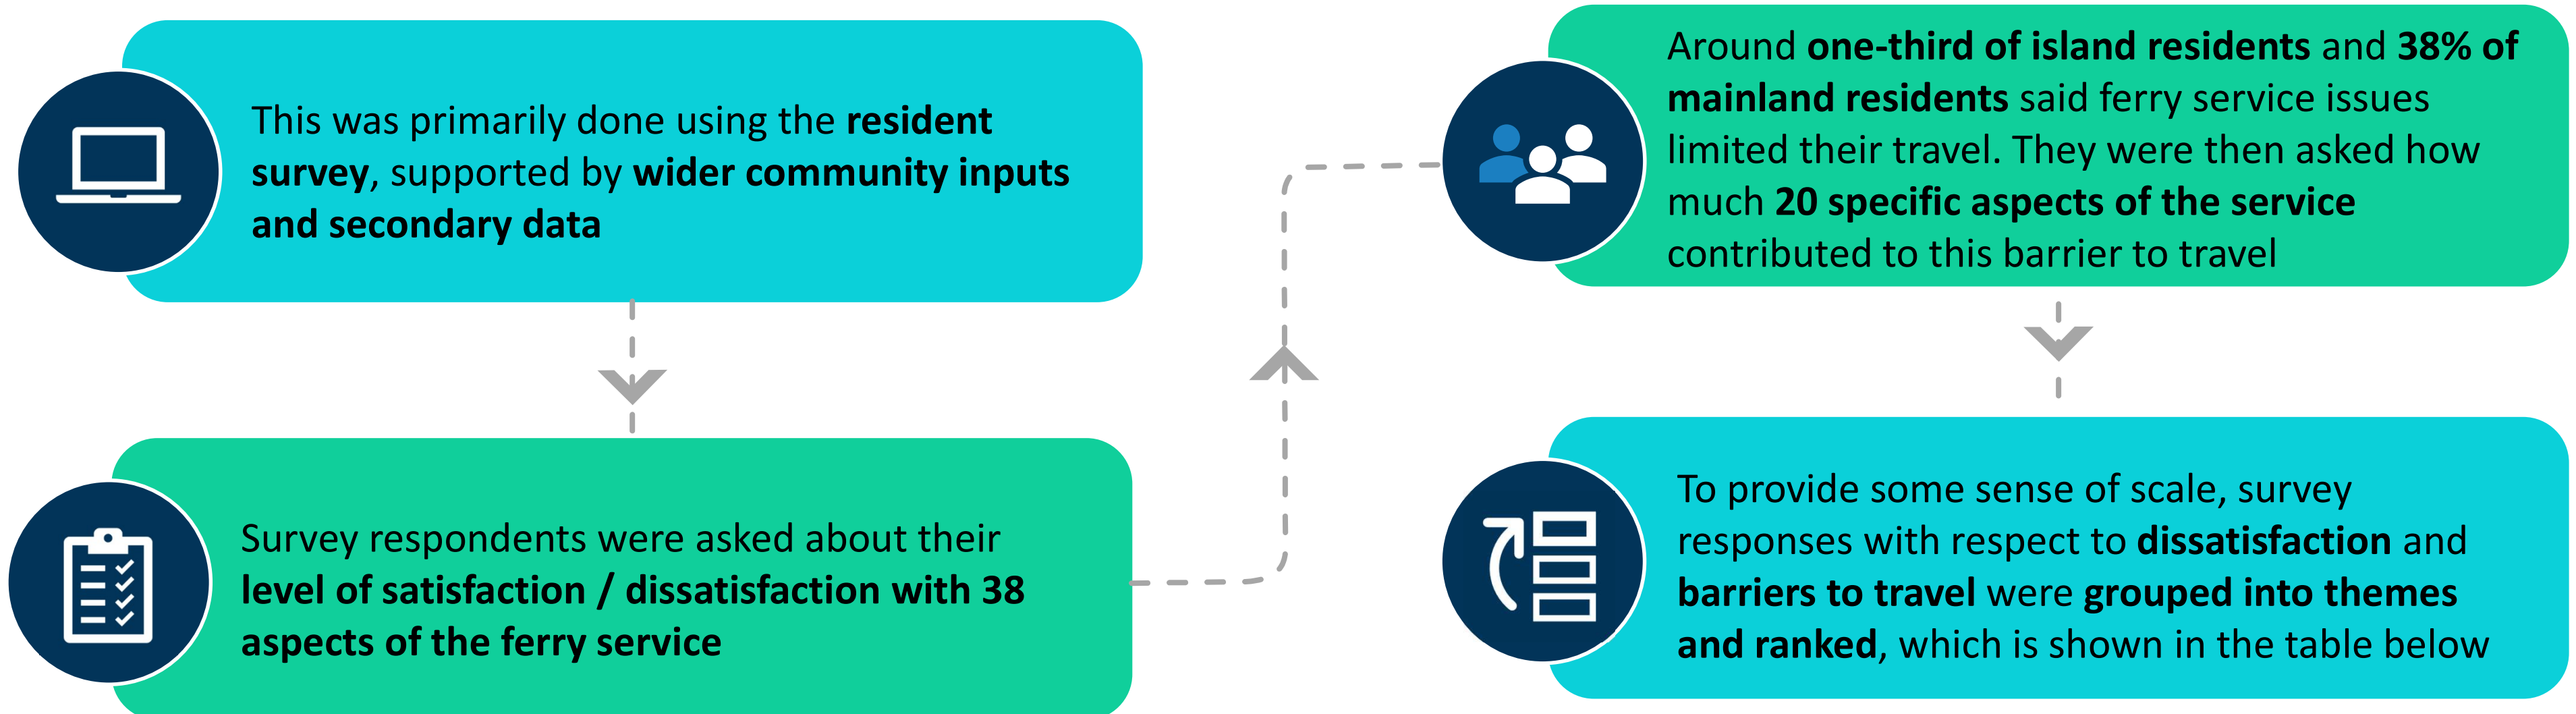 This was primarily done using the resident
survey, supported by wider community inputs
and secondary data
Survey respondents were asked about their
level of satisfaction / dissatisfaction with 38
aspects of the ferry service
Around one-third of island residents and 38% of
mainland residents said ferry service issues
limited their travel. They were then asked how
much 20 specific aspects of the service
contributed to this barrier to travel
To provide some sense of scale, survey
responses with respect to dissatisfaction and
barriers to travel were grouped into themes
and ranked, which is shown in the table below